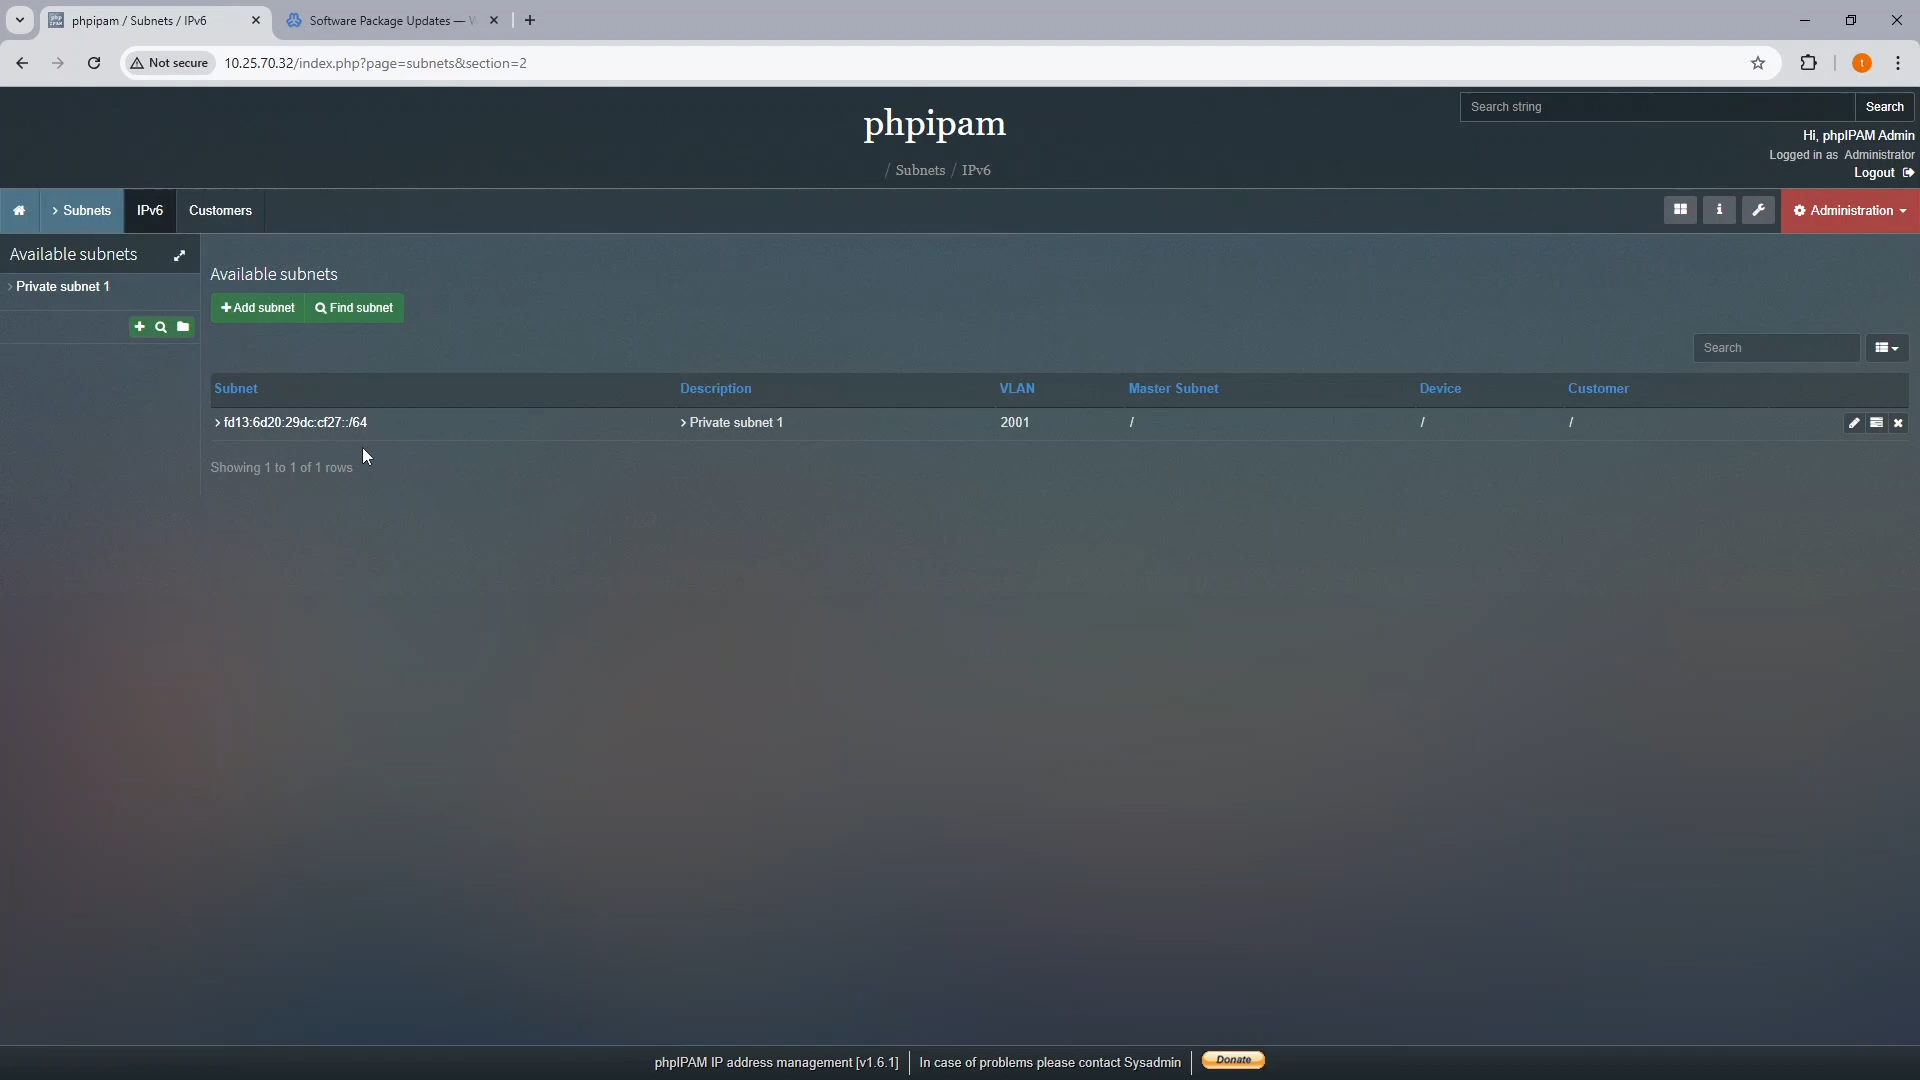 phpipam / Subnets / IPv6
Software Package Updates —
Not secure
10.25.70.32/index.php?page=subnets&section=2
t
phpipam
/ Subnets / IPv6
Search string
Search
Hi, phpIPAM Admin
Logged in as Administrator
Logout
> Subnets
IPv6
Customers
Administration
Available subnets
> Private subnet 1
Available subnets
+ Add subnet
Find subnet
Search
Subnet
Description
VLAN
Master Subnet
Device
Customer
> fd13:6d20:29dc:cf27::/64
> Private subnet 1
2001
/
/
/
Showing 1 to 1 of 1 rows
phpIPAM IP address management [v1.6.1]
In case of problems please contact Sysadmin
Donate